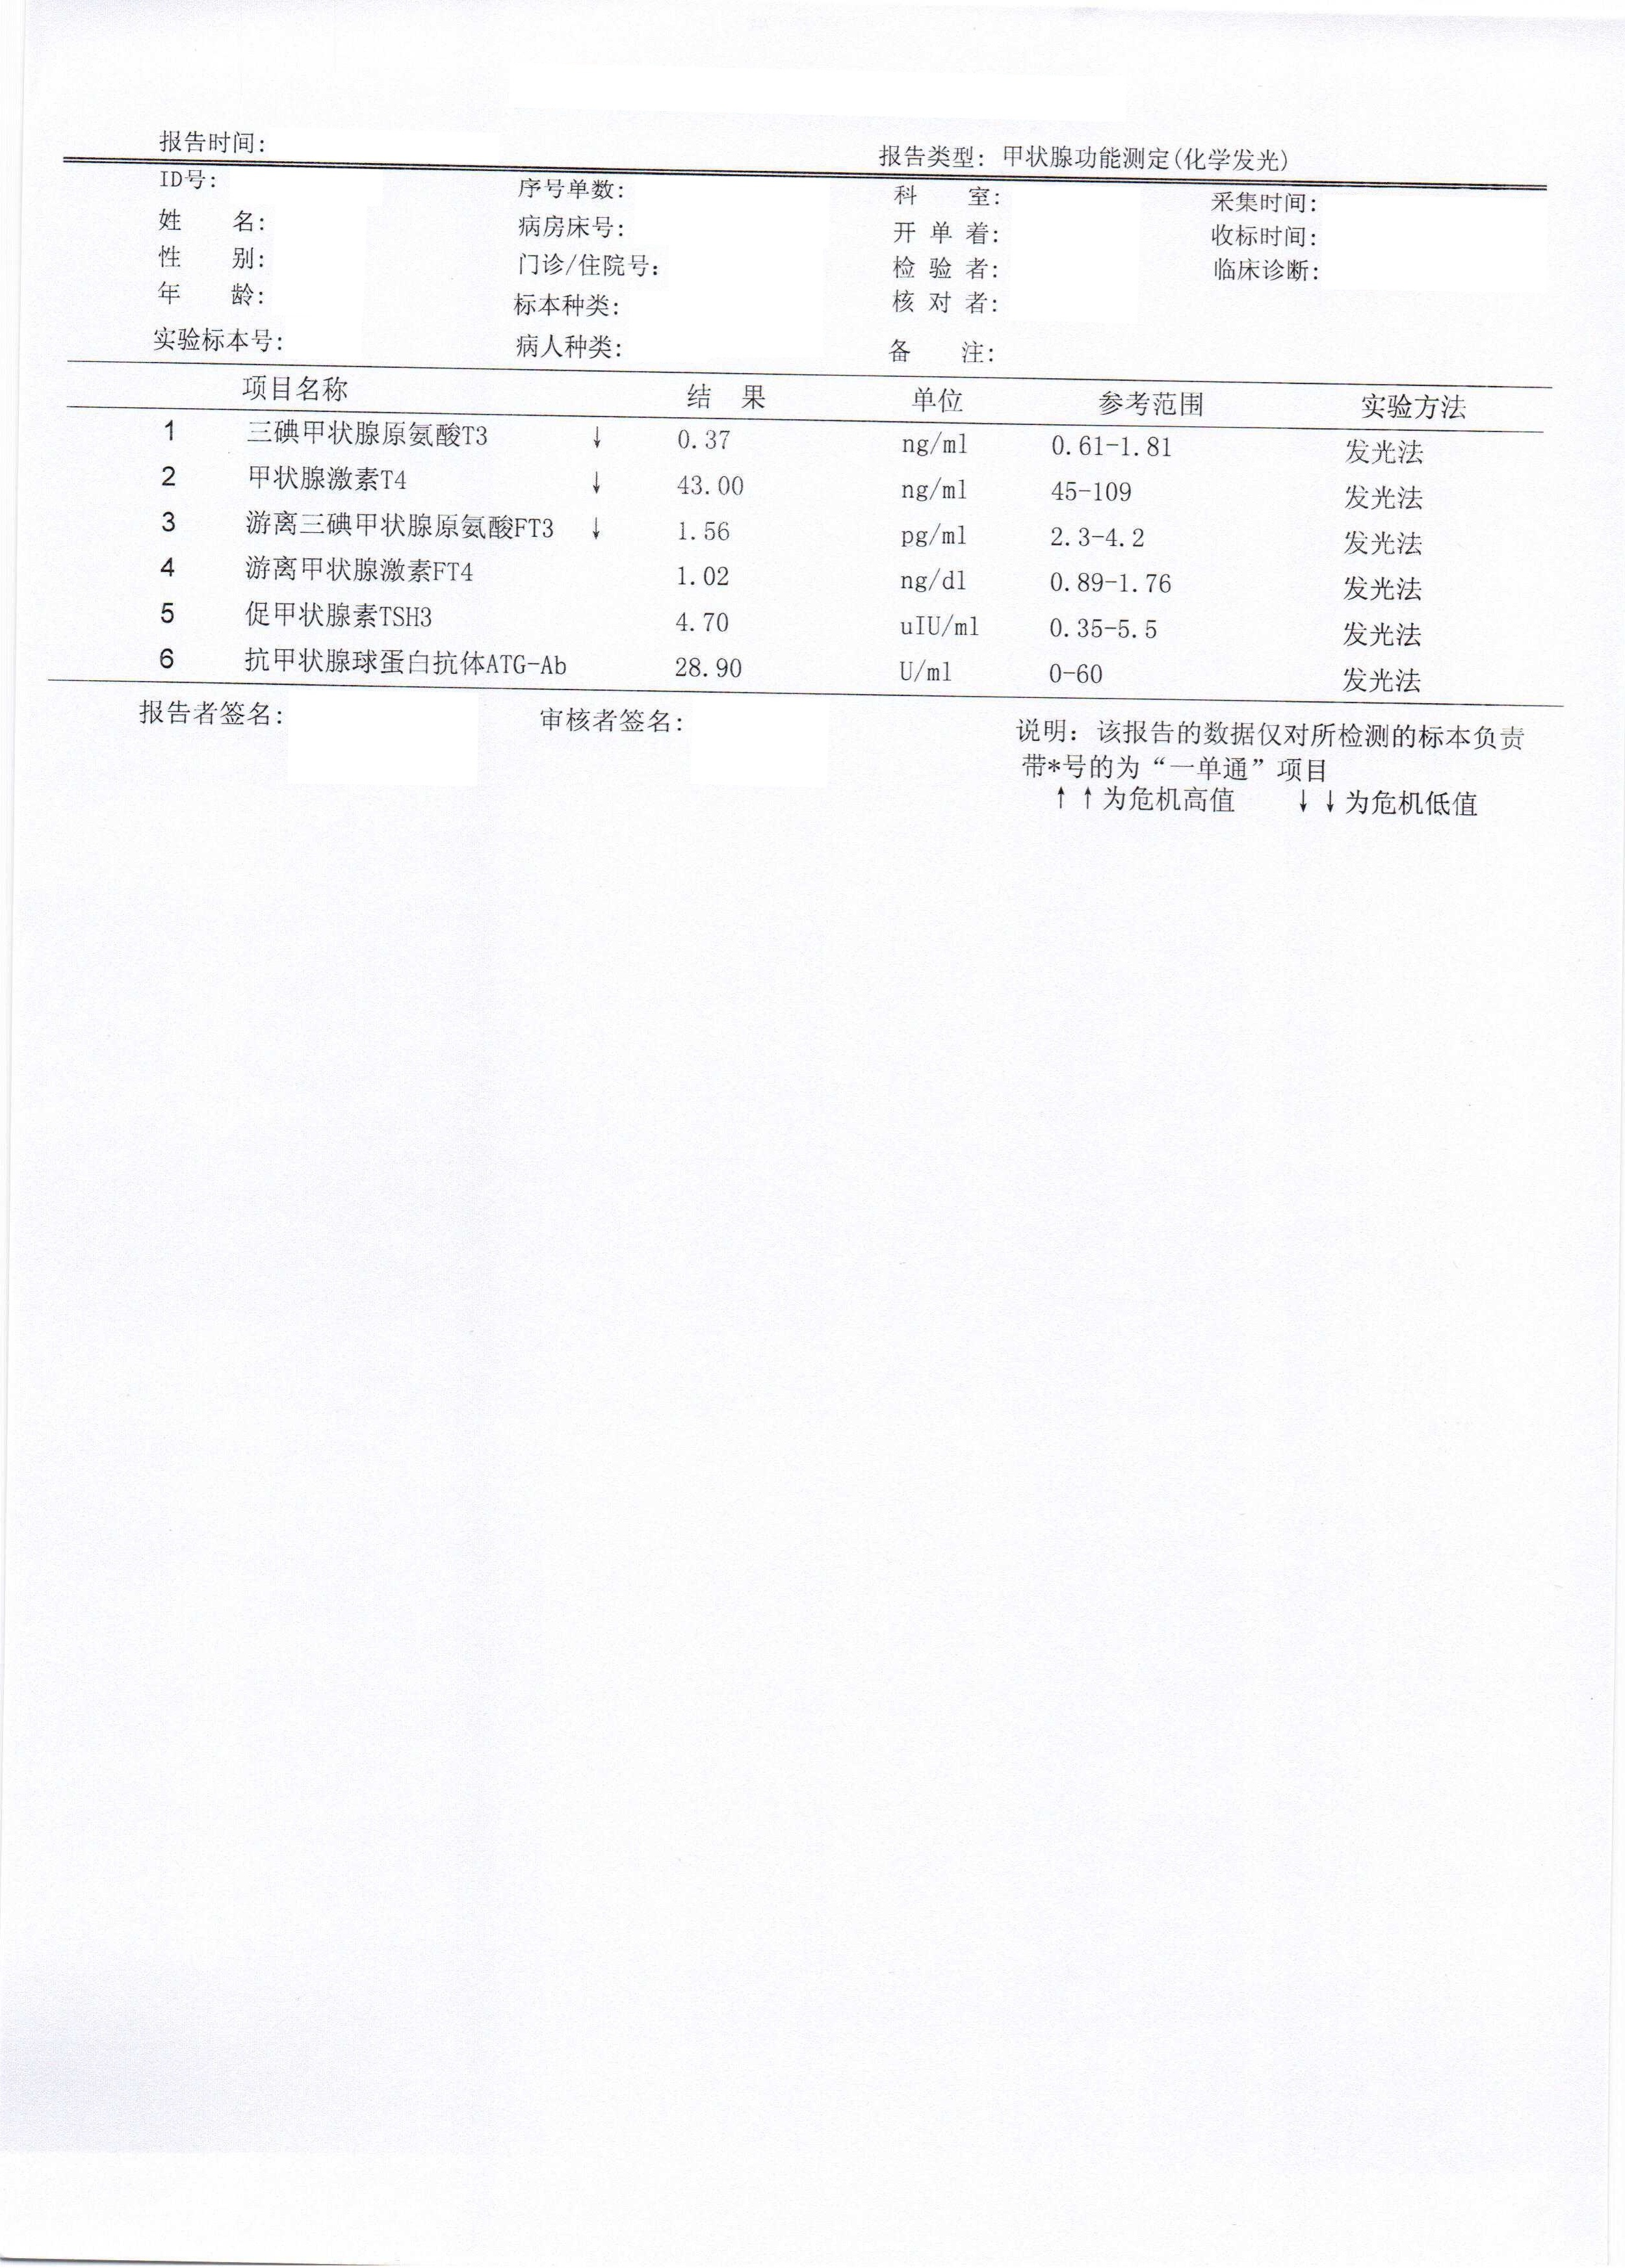 报告时间:
报告类型: 甲状腺功能测定(化学发光)
ID号: 序号单数: 科 室: 采集时间:
姓 名: 病房床号: 开 单 着: 收标时间:
性 别: 门诊/住院号: 检 验 者: 临床诊断:
年 龄: 标本种类: 核 对 者:
实验标本号: 病人种类: 备 注:
项目名称 结 果 单位 参考范围 实验方法
1 三碘甲状腺原氨酸T3 ↓ 0.37 ng/ml 0.61-1.81 发光法
2 甲状腺激素T4 ↓ 43.00 ng/ml 45-109 发光法
3 游离三碘甲状腺原氨酸FT3 ↓ 1.56 pg/ml 2.3-4.2 发光法
4 游离甲状腺激素FT4 1.02 ng/dl 0.89-1.76 发光法
5 促甲状腺素TSH3 4.70 uIU/ml 0.35-5.5 发光法
6 抗甲状腺球蛋白抗体ATG-Ab 28.90 U/ml 0-60 发光法
报告者签名: 审核者签名: 说明: 该报告的数据仅对所检测的标本负责
带*号的为“一单通”项目
↑↑为危机高值 ↓↓为危机低值